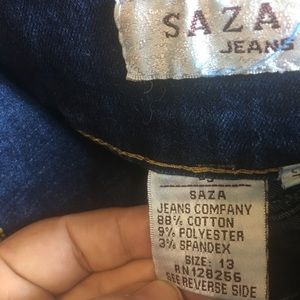 SAZA
JEANS
SAZA
JEANS COMPANY
88% COTTON
9% POLYESTER
3% SPANDEX
SIZE: 13
RN128256
SEE REVERSE SIDE